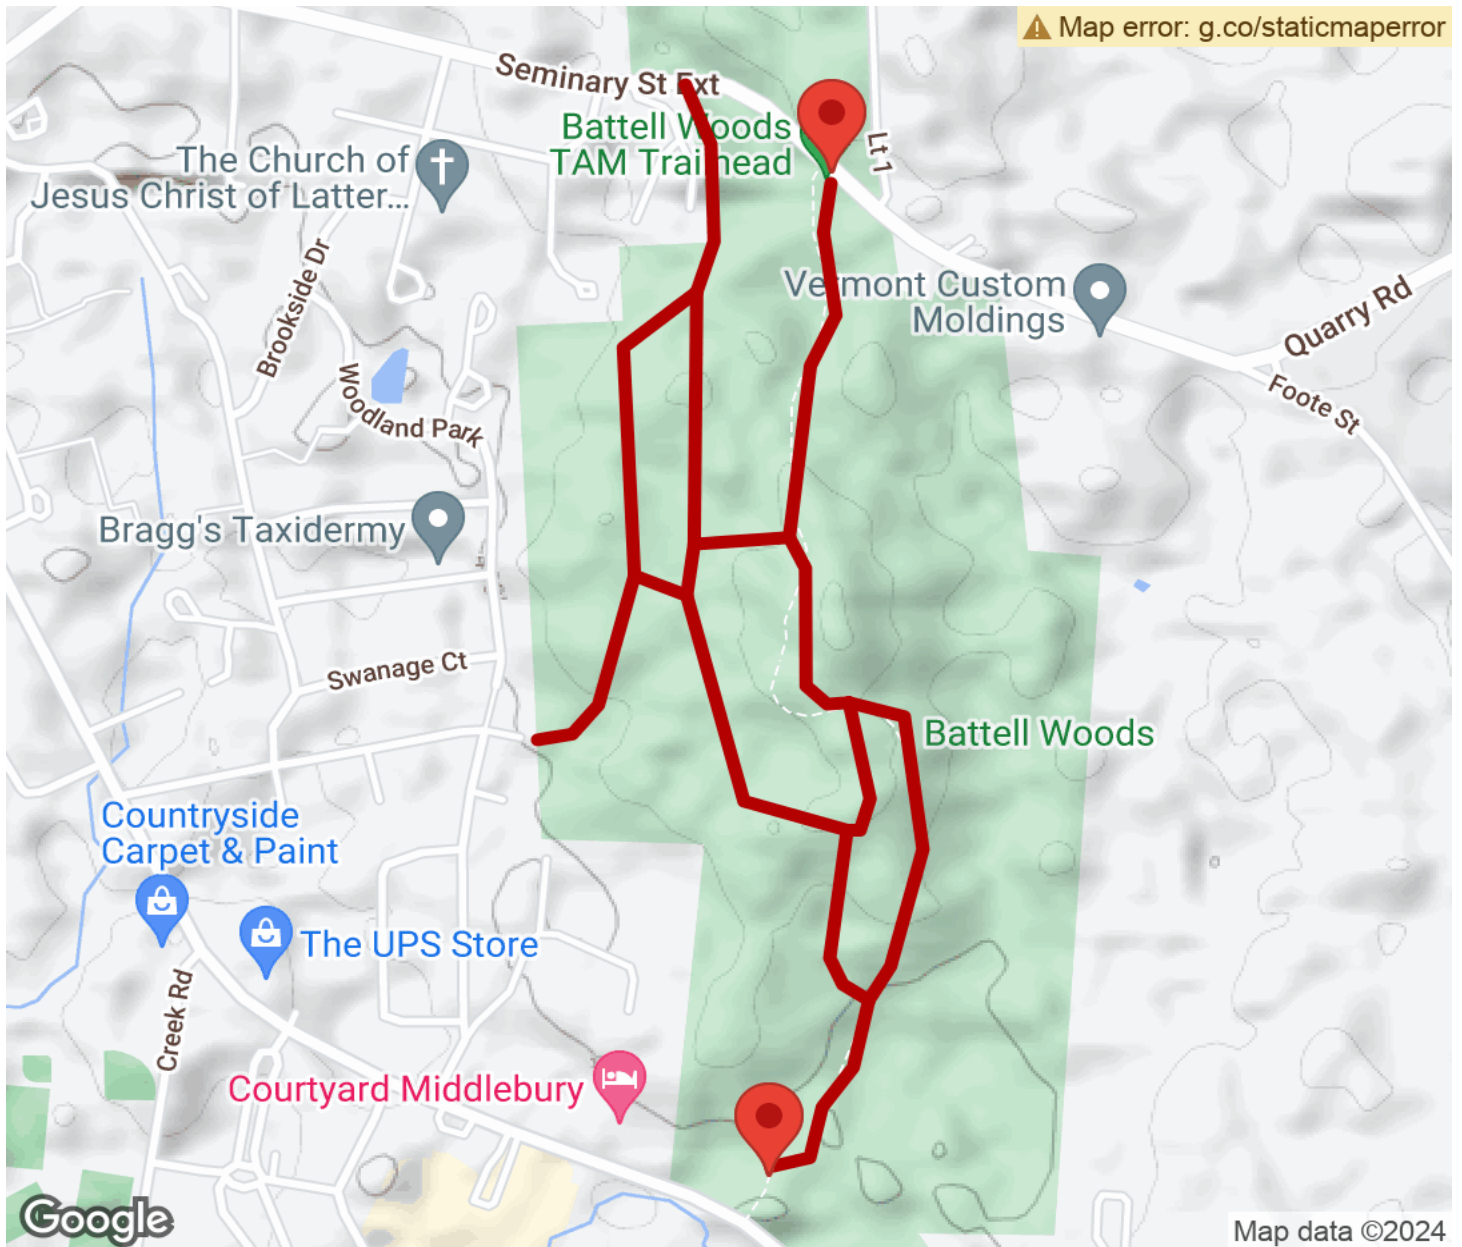 Map error: g.co/staticmaperror
Seminary St Ext
Battell Woods
TAM Trailhead
Lt 1
The Church of
Jesus Christ of Latter...
Brookside Dr
Vermont Custom
Moldings
Quarry Rd
Foote St
Woodland Park
Bragg's Taxidermy
Swanage Ct
Battell Woods
Countryside
Carpet & Paint
The UPS Store
Creek Rd
Courtyard Middlebury
Google
Map data ©2024